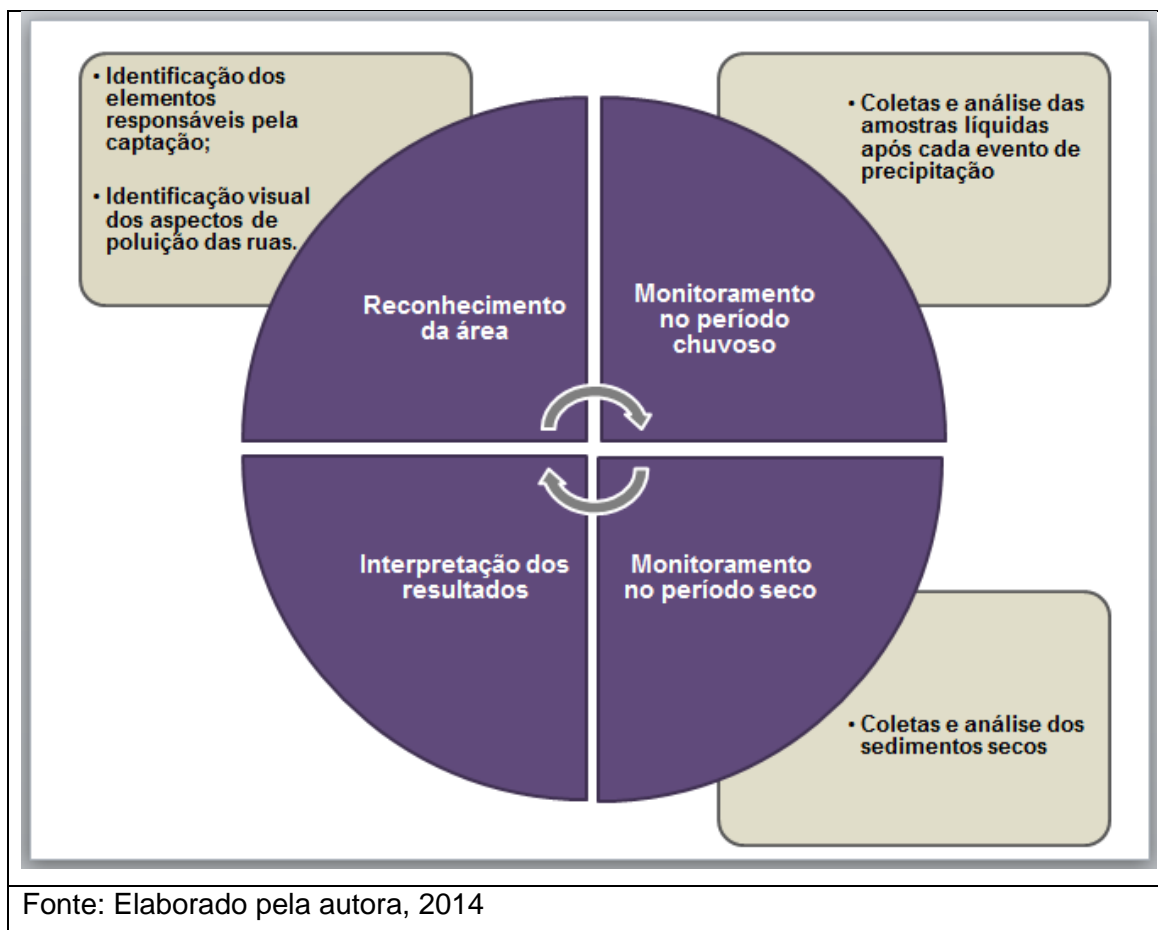 • Identificação dos
elementos
responsáveis pela
captação;
• Identificação visual
dos aspectos de
poluição das ruas.
• Coletas e análise das
amostras líquidas
após cada evento de
precipitação
Reconhecimento
da área
Monitoramento
no período
chuvoso
Interpretação dos
resultados
Monitoramento
no período seco
• Coletas e análise dos
sedimentos secos
Fonte: Elaborado pela autora, 2014